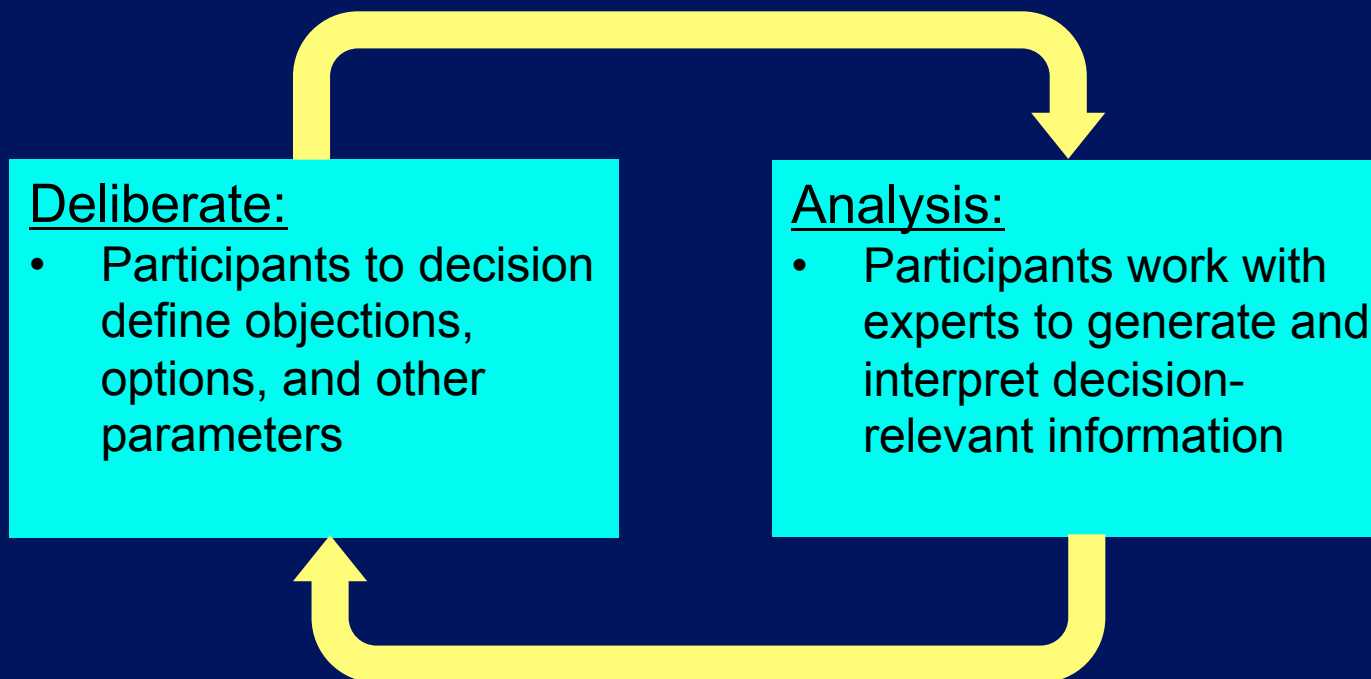 Deliberate:
• Participants to decision
define objections,
options, and other
parameters
Analysis:
• Participants work with
experts to generate and
interpret decision-
relevant information